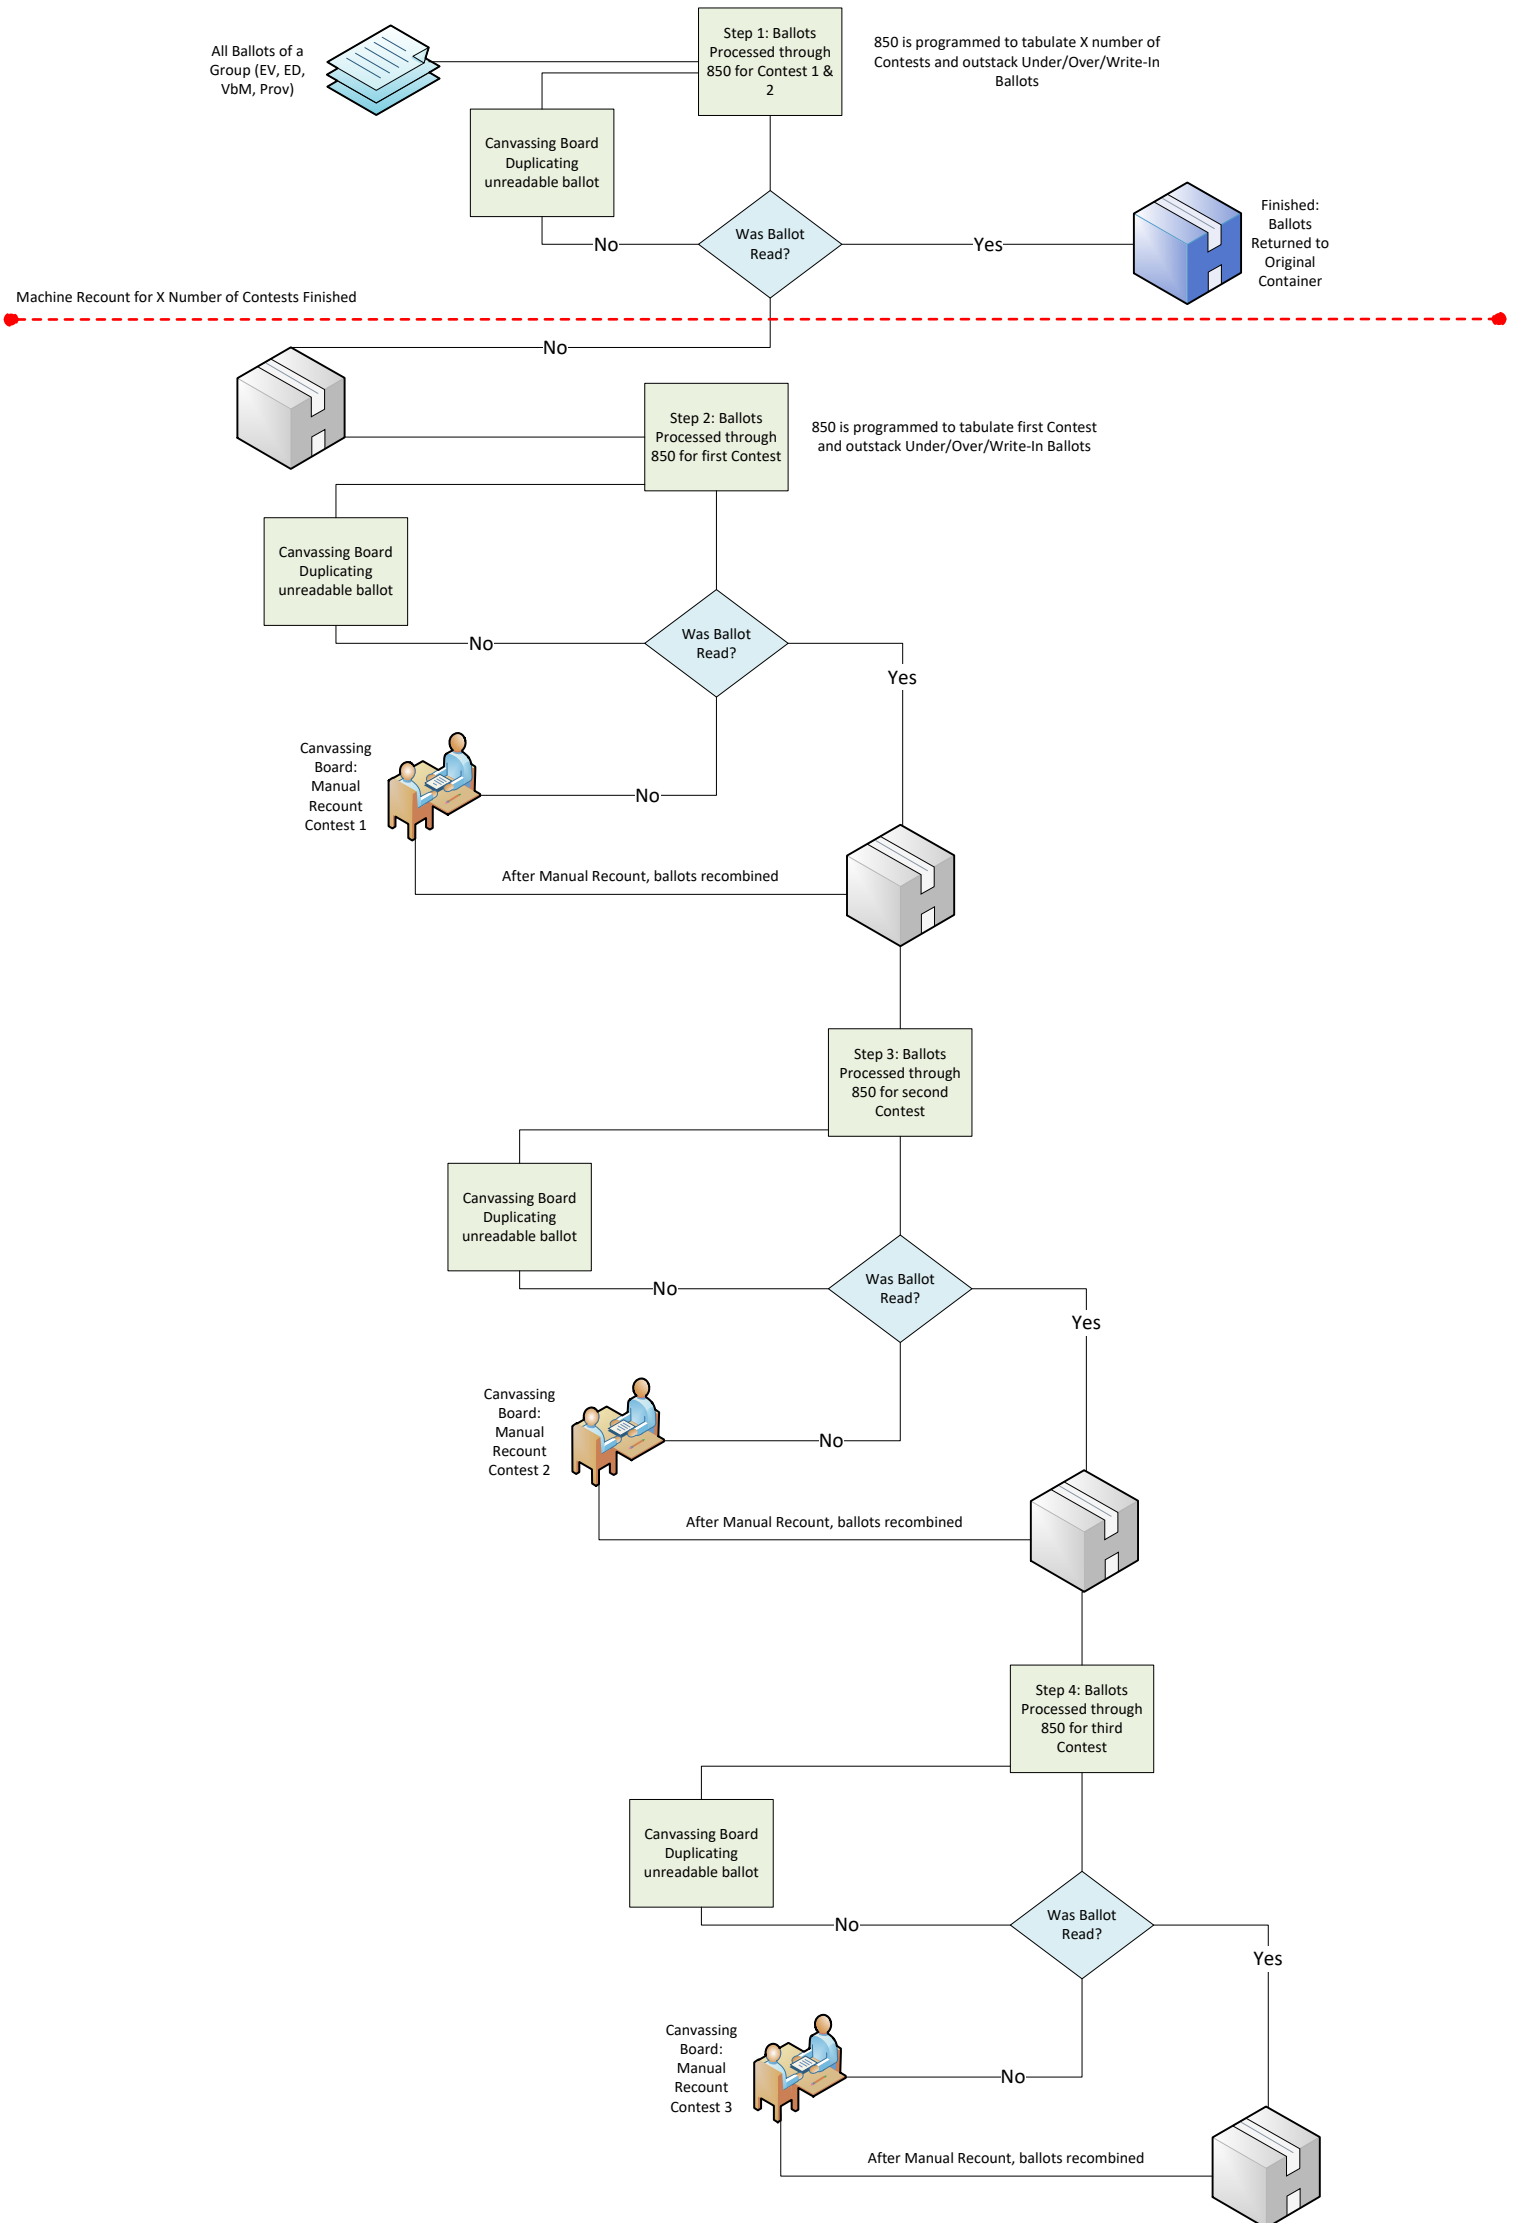 All Ballots of a
Group (EV, ED,
VbM, Prov)
Step 1: Ballots
Processed through
850 for Contest 1 &
2
850 is programmed to tabulate X number of
Contests and outstack Under/Over/Write-In
Ballots
Canvassing Board
Duplicating
unreadable ballot
No
Was Ballot
Read?
Yes
Finished:
Ballots
Returned to
Original
Container
Machine Recount for X Number of Contests Finished
No
Step 2: Ballots
Processed through
850 for first Contest
850 is programmed to tabulate first Contest
and outstack Under/Over/Write-In Ballots
Canvassing Board
Duplicating
unreadable ballot
No
Was Ballot
Read?
Yes
Canvassing
Board:
Manual
Recount
Contest 1
No
After Manual Recount, ballots recombined
Step 3: Ballots
Processed through
850 for second
Contest
Canvassing Board
Duplicating
unreadable ballot
No
Was Ballot
Read?
Yes
Canvassing
Board:
Manual
Recount
Contest 2
No
After Manual Recount, ballots recombined
Step 4: Ballots
Processed through
850 for third
Contest
Canvassing Board
Duplicating
unreadable ballot
No
Was Ballot
Read?
Yes
Canvassing
Board:
Manual
Recount
Contest 3
No
After Manual Recount, ballots recombined